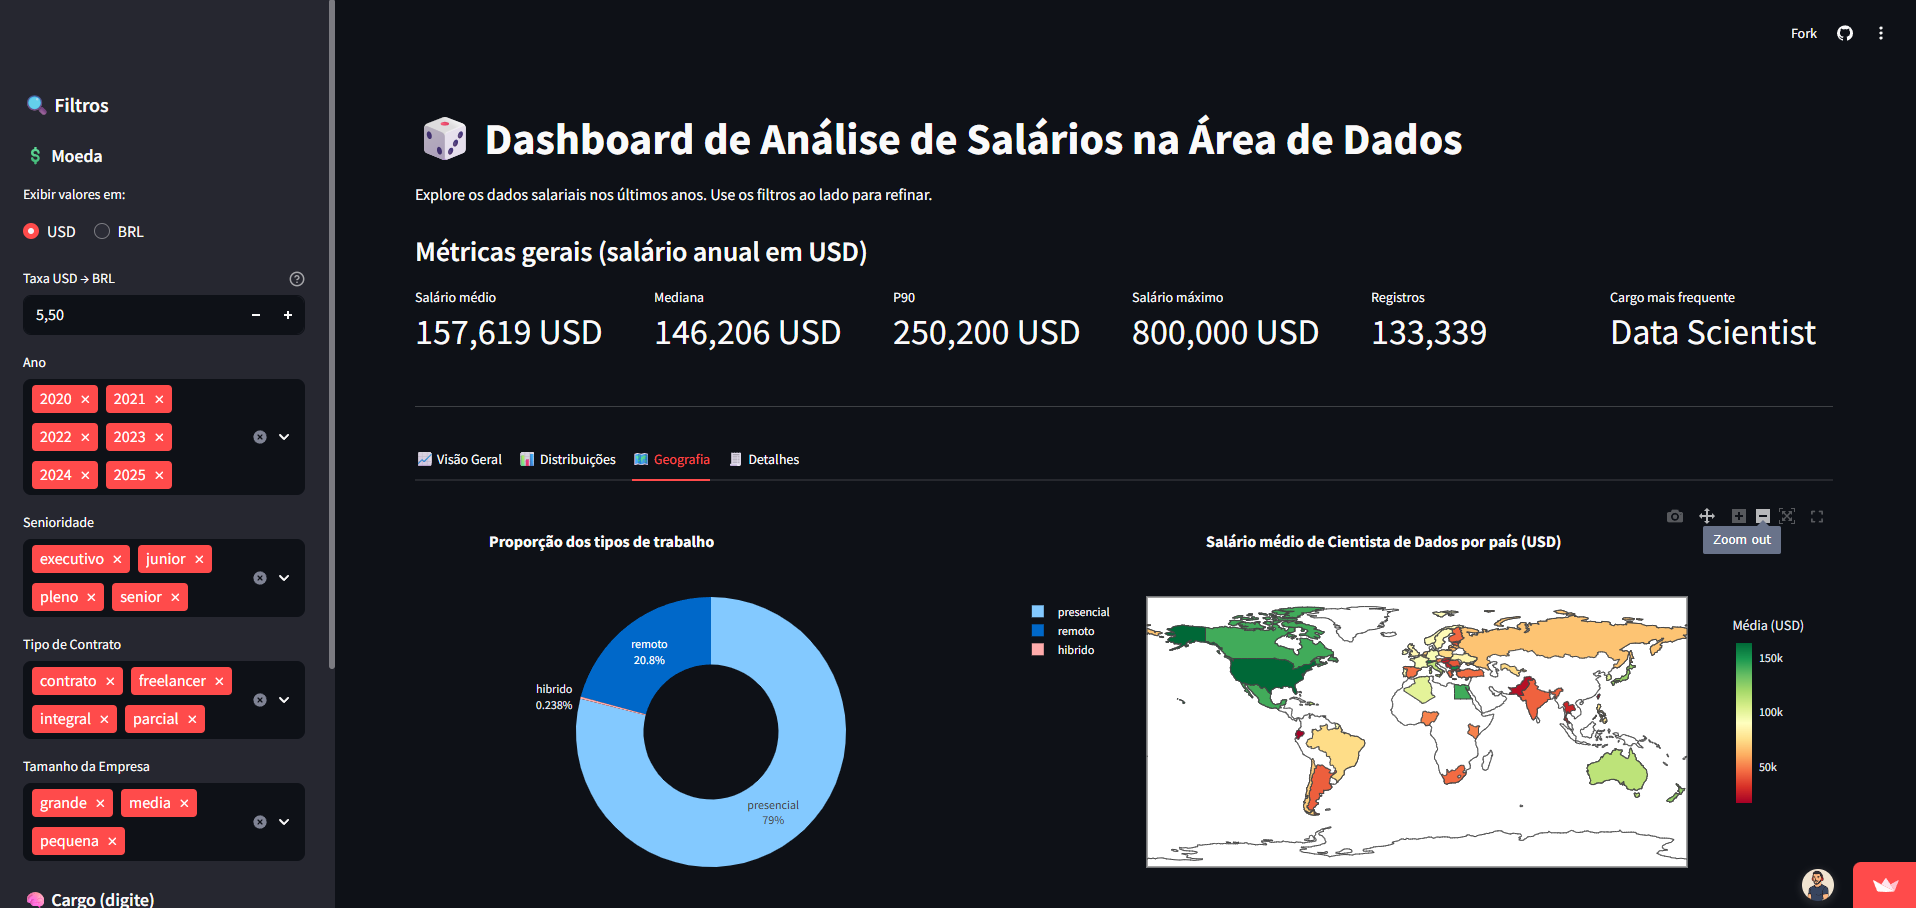 Fork
Filtros
Moeda
Exibir valores em:
USD
BRL
Taxa USD → BRL
5,50
Ano
2020 × 2021 ×
2022 × 2023 ×
2024 × 2025 ×
Senioridade
executivo × junior ×
pleno × senior ×
Tipo de Contrato
contrato × freelancer ×
integral × parcial ×
Tamanho da Empresa
grande × media ×
pequena ×
Cargo (digite)
Dashboard de Análise de Salários na Área de Dados
Explore os dados salariais nos últimos anos. Use os filtros ao lado para refinar.
Métricas gerais (salário anual em USD)
Salário médio
157,619 USD
Mediana
146,206 USD
P90
250,200 USD
Salário máximo
800,000 USD
Registros
133,339
Cargo mais frequente
Data Scientist
Visão Geral
Distribuições
Geografia
Detalhes
Proporção dos tipos de trabalho
remoto
20.8%
hibrido
0.238%
presencial
79%
presencial
remoto
hibrido
Salário médio de Cientista de Dados por país (USD)
Zoom out
Média (USD)
150k
100k
50k